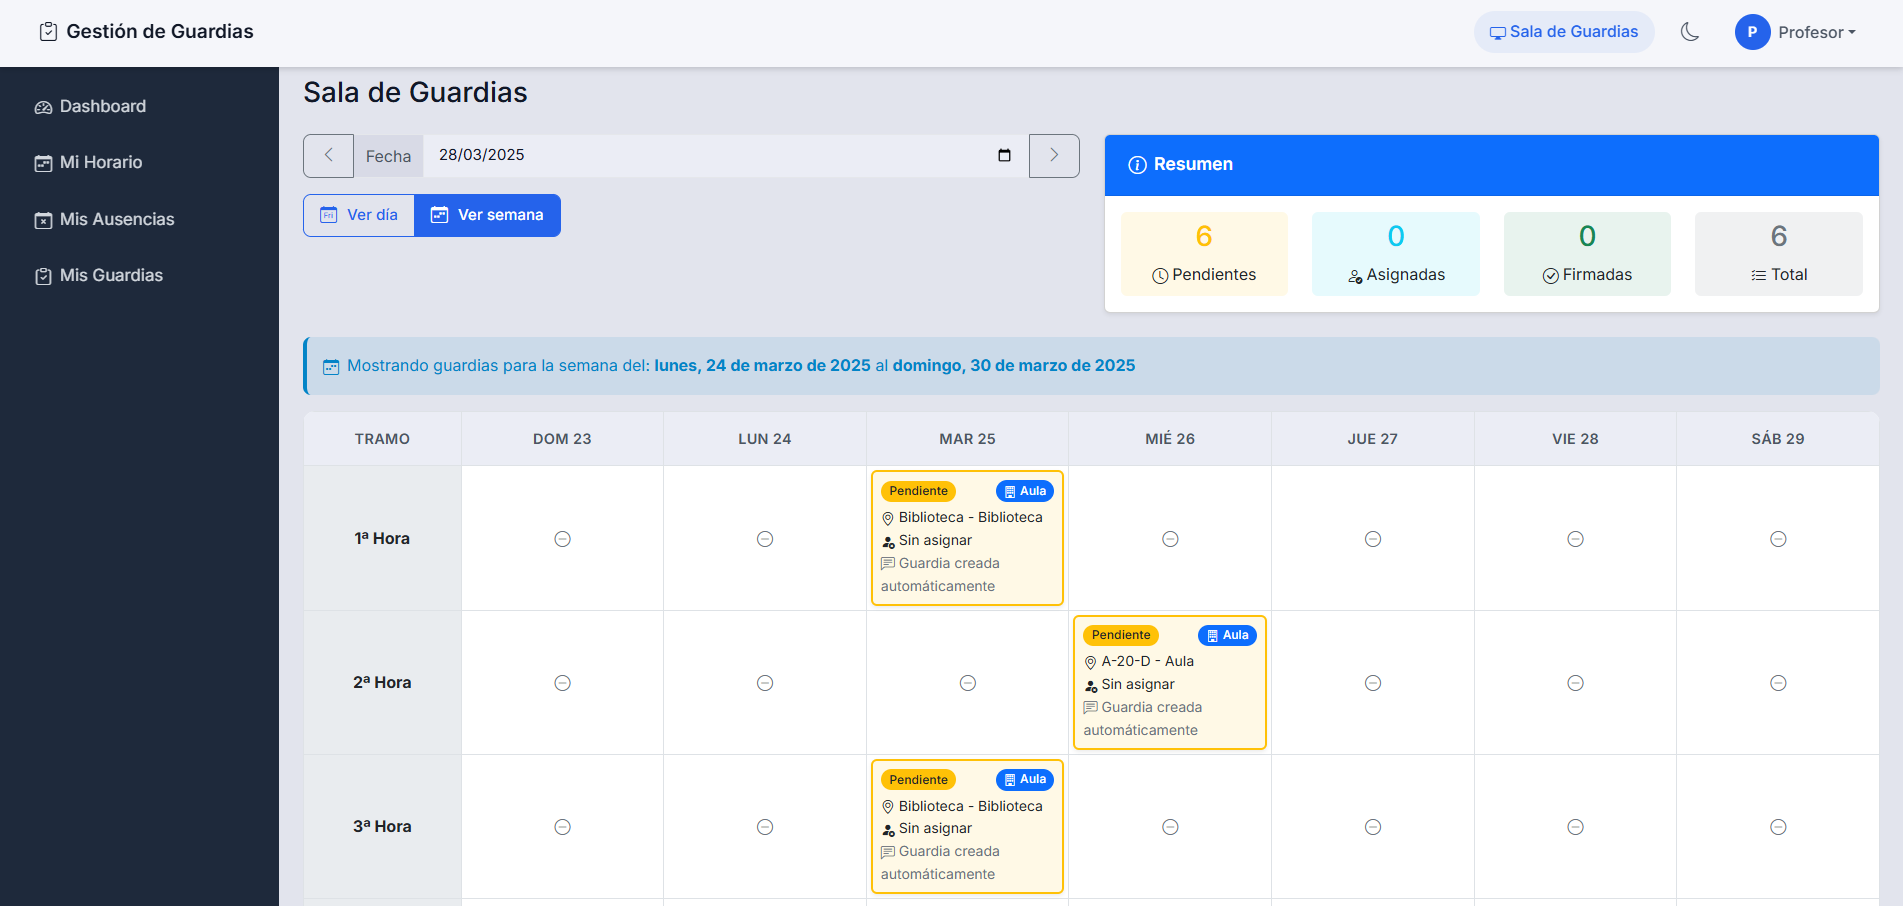 Gestión de Guardias
Sala de Guardias
P
Profesor
Dashboard
Mi Horario
Mis Ausencias
Mis Guardias
Sala de Guardias
Fecha
28/03/2025
Fri
Ver día
Ver semana
Resumen
6
Pendientes
0
Asignadas
0
Firmadas
6
Total
Mostrando guardias para la semana del: lunes, 24 de marzo de 2025 al domingo, 30 de marzo de 2025
TRAMO DOM 23 LUN 24 MAR 25 MIÉ 26 JUE 27 VIE 28 SÁB 29
1ª Hora
Pendiente Aula
Biblioteca - Biblioteca
Sin asignar
Guardia creada
automáticamente
2ª Hora
Pendiente Aula
A-20-D - Aula
Sin asignar
Guardia creada
automáticamente
3ª Hora
Pendiente Aula
Biblioteca - Biblioteca
Sin asignar
Guardia creada
automáticamente